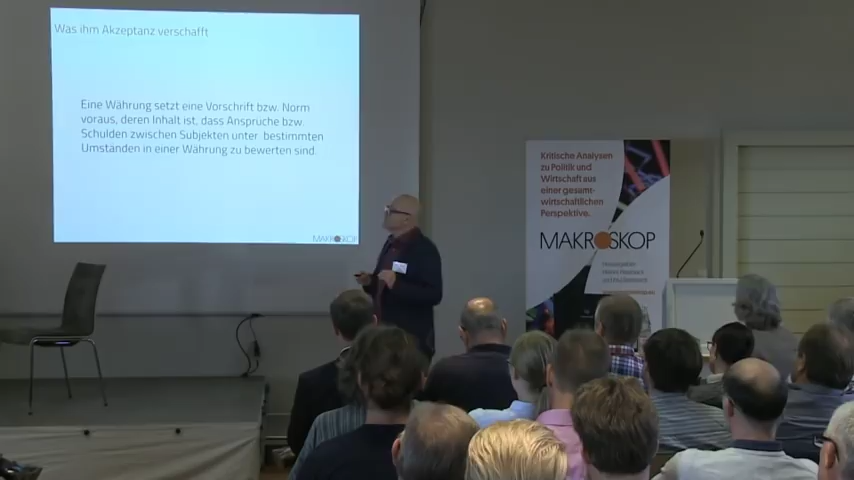 Was ihm Akzeptanz verschafft
Eine Währung setzt eine Vorschrift bzw. Norm
voraus, deren Inhalt ist, dass Ansprüche bzw.
Schulden zwischen Subjekten unter bestimmten
Umständen in einer Währung zu bewerten sind.
MAKROSKOP
Kritische Analysen
zu Politik und
Wirtschaft aus
einer gesamt-
wirtschaftlichen
Perspektive.
MAKROSKOP